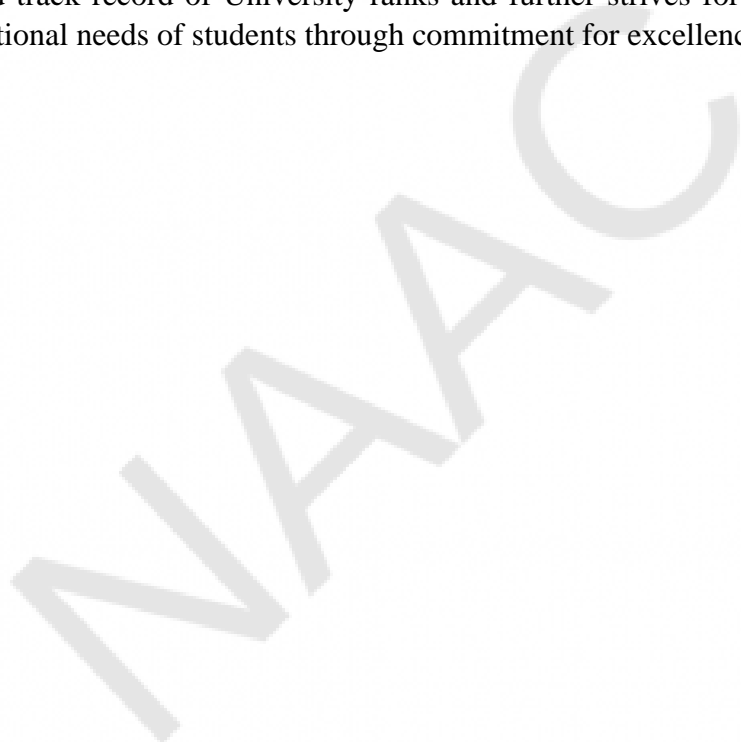 track record of University ranks and further strives for
tional needs of students through commitment for excellenc
NAAC